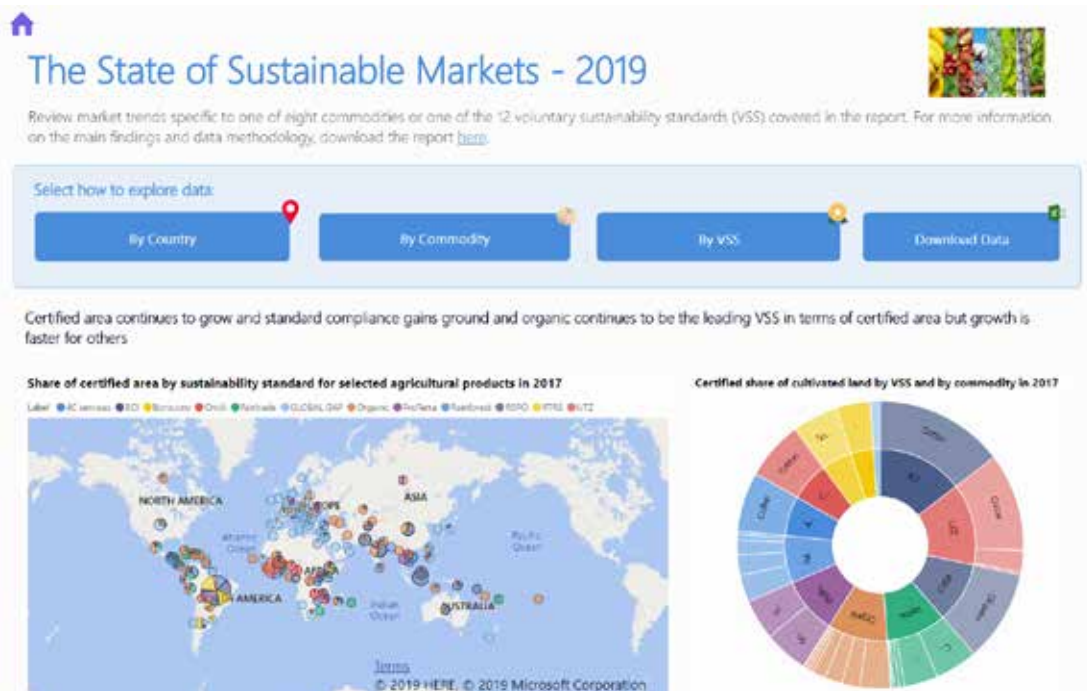 The State of Sustainable Markets - 2019
Review market trends specific to one of eight commodities or one of the 12 voluntary sustainability standards (VSS) covered in the report. For more information
on the main findings and data methodology, download the report here.
Select how to explore data:
By Country
By Commodity
By VSS
Download Data
Certified area continues to grow and standard compliance gains ground and organic continues to be the leading VSS in terms of certified area but growth is
faster for others
Share of certified area by sustainability standard for selected agricultural products in 2017
Certified share of cultivated land by VSS and by commodity in 2017
Label 4C services BCI Bonsucro GLOBAL GAP Organic ProTerra Rainforest RSPO RTRS UTZ
NORTH AMERICA
ASIA
Atlantic
Ocean
Pacific
Ocean
AMERICA
Indian
Ocean
AUSTRALIA
Terms
© 2019 HERE, © 2019 Microsoft Corporation